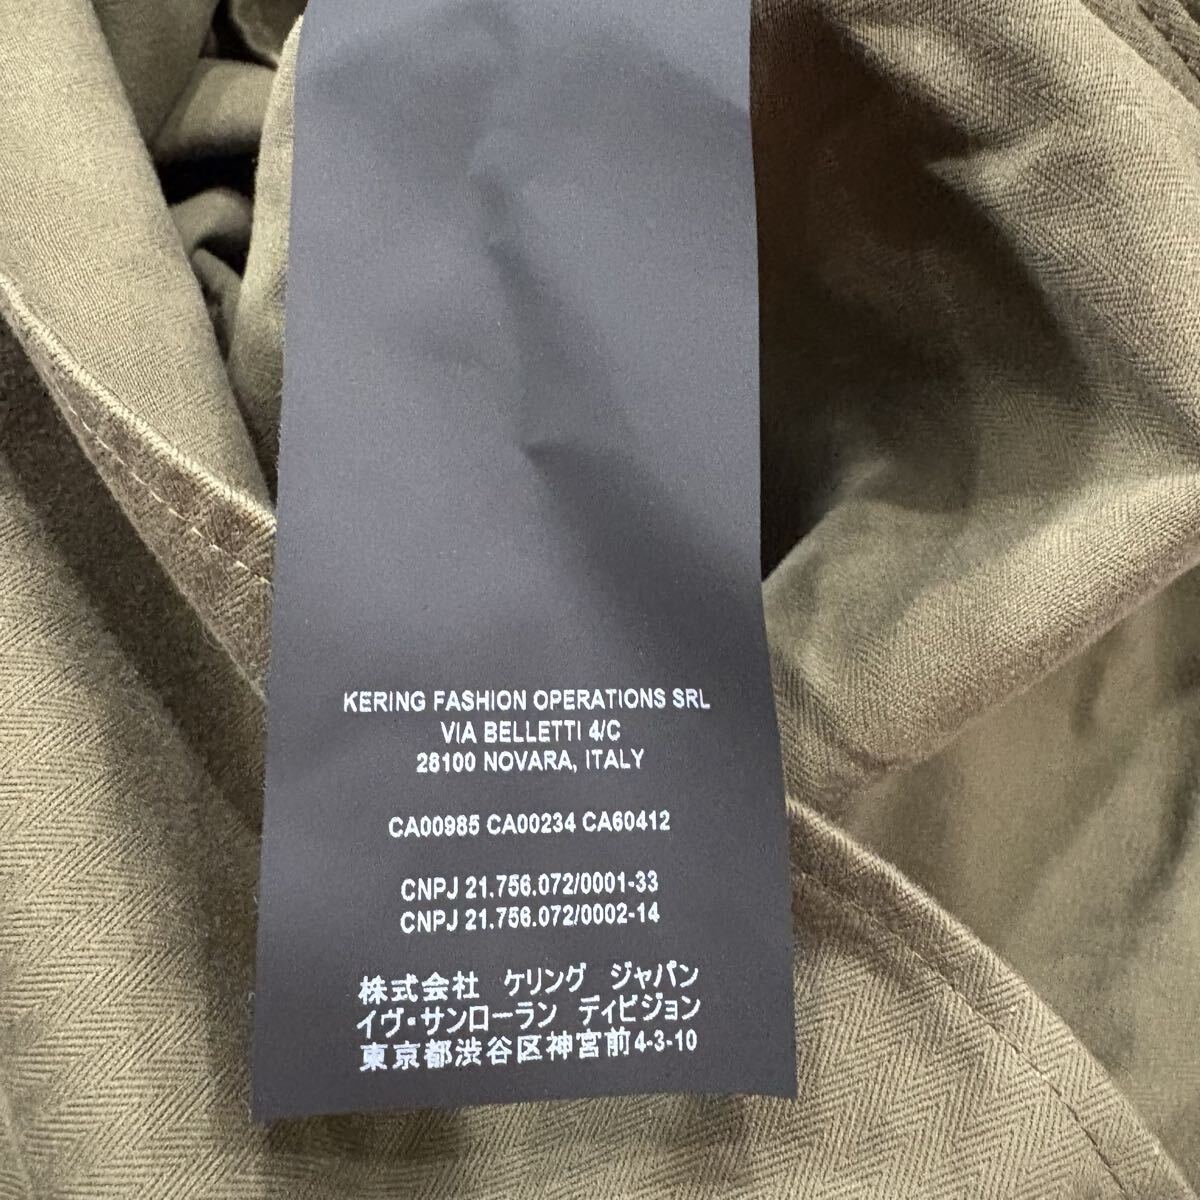 KERING FASHION OPERATIONS SRL
VIA BELLETTI 4/C
28100 NOVARA, ITALY
CA00985 CA00234 CA60412
CNPJ 21.756.072/0001-33
CNPJ 21.756.072/0002-14
株式会社 ケリング ジャパン
イヴ・サンローラン ディビジョン
東京都渋谷区神宮前4-3-10